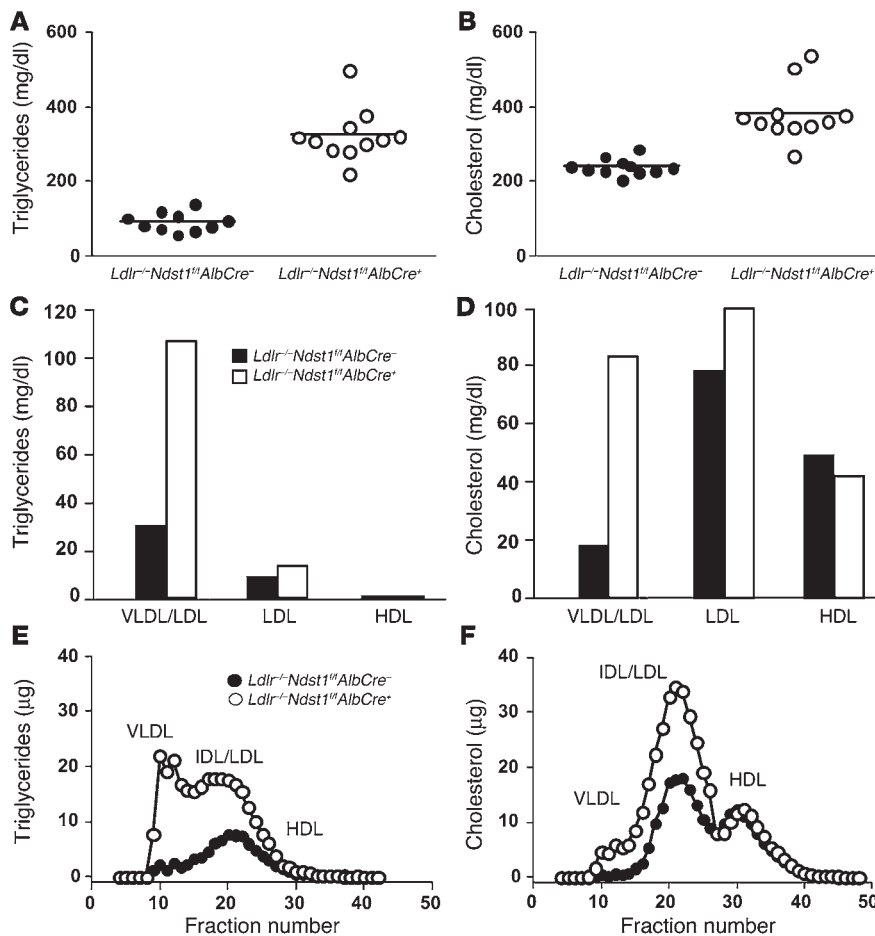 A
Triglycerides (mg/dl)
600
400
200
0
Ldlr⁻/⁻Ndst1ᶠ/ᶠAlbCre⁻
Ldlr⁻/⁻Ndst1ᶠ/ᶠAlbCre⁺
B
Cholesterol (mg/dl)
600
400
200
0
Ldlr⁻/⁻Ndst1ᶠ/ᶠAlbCre⁻
Ldlr⁻/⁻Ndst1ᶠ/ᶠAlbCre⁺
C
Triglycerides (mg/dl)
120
100
80
60
40
20
0
Ldlr⁻/⁻Ndst1ᶠ/ᶠAlbCre⁻
Ldlr⁻/⁻Ndst1ᶠ/ᶠAlbCre⁺
VLDL/LDL
LDL
HDL
D
Cholesterol (mg/dl)
100
80
60
40
20
0
VLDL/LDL
LDL
HDL
E
Triglycerides (µg)
40
30
20
10
0
Ldlr⁻/⁻Ndst1ᶠ/ᶠAlbCre⁻
Ldlr⁻/⁻Ndst1ᶠ/ᶠAlbCre⁺
VLDL
IDL/LDL
HDL
0 10 20 30 40 50
Fraction number
F
Cholesterol (µg)
40
30
20
10
0
IDL/LDL
VLDL
HDL
0 10 20 30 40 50
Fraction number